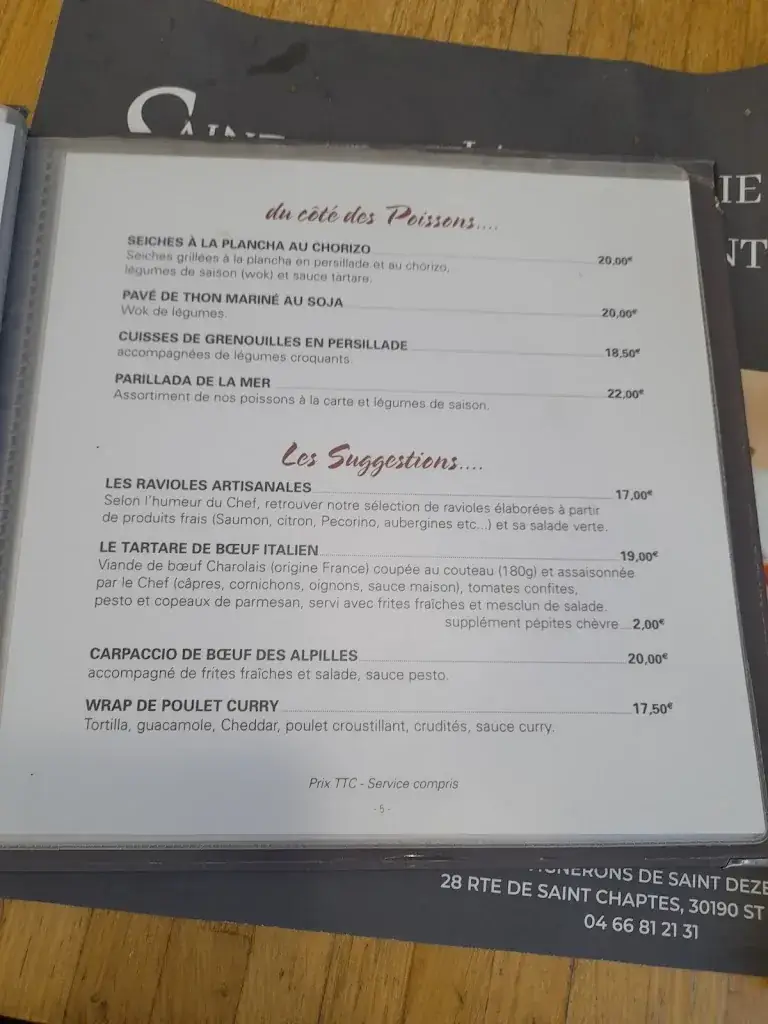 du côté des Poissons....
SEICHES À LA PLANCHA AU CHORIZO 20,00€
Seiches grillées à la plancha en persillade et au chorizo,
légumes de saison (wok) et sauce tartare.
PAVÉ DE THON MARINÉ AU SOJA 20,00€
Wok de légumes.
CUISSES DE GRENOUILLES EN PERSILLADE 18,50€
accompagnées de légumes croquants.
PARILLADA DE LA MER 22,00€
Assortiment de nos poissons à la carte et légumes de saison.
Les Suggestions....
LES RAVIOLES ARTISANALES 17,00€
Selon l'humeur du Chef, retrouver notre sélection de ravioles élaborées à partir
de produits frais (Saumon, citron, Pecorino, aubergines etc...) et sa salade verte.
LE TARTARE DE BŒUF ITALIEN 19,00€
Viande de bœuf Charolais (origine France) coupée au couteau (180g) et assaisonnée
par le Chef (câpres, cornichons, oignons, sauce maison), tomates confites,
pesto et copeaux de parmesan, servi avec frites fraîches et mesclun de salade.
supplément pépites chèvre 2,00€
CARPACCIO DE BŒUF DES ALPILLES 20,00€
accompagné de frites fraîches et salade, sauce pesto.
WRAP DE POULET CURRY 17,50€
Tortilla, guacamole, Cheddar, poulet croustillant, crudités, sauce curry.
Prix TTC - Service compris
- 5 -
DE SAINT DEZE
28 RTE DE SAINT CHAPTES, 30190 ST
04 66 81 21 31